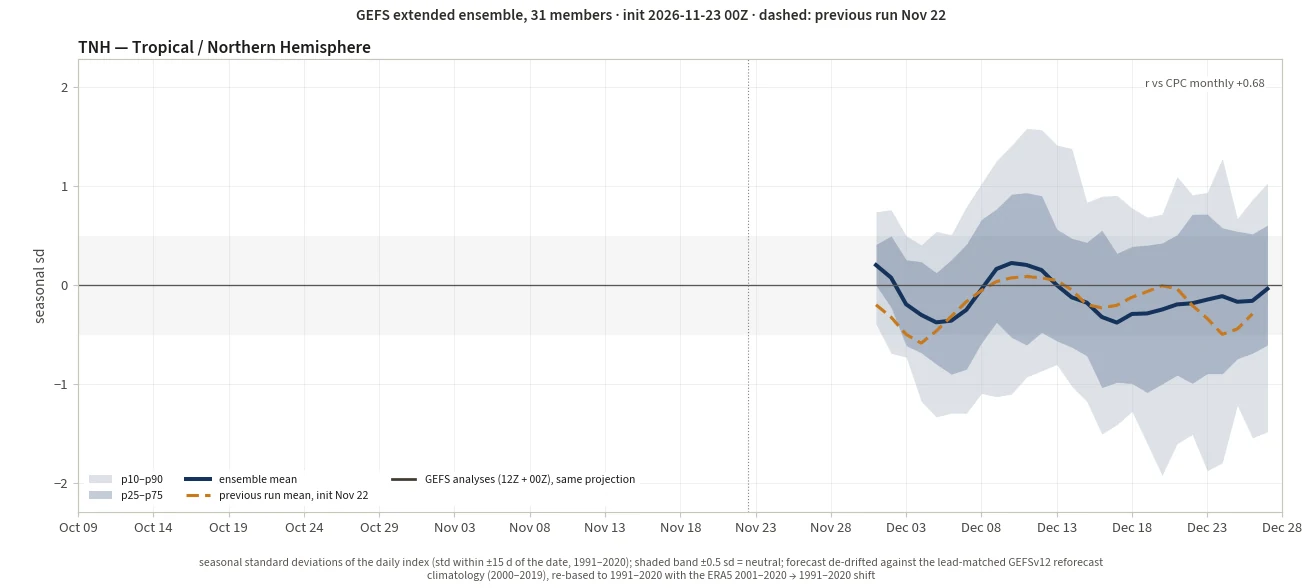 GEFS extended ensemble, 31 members · init 2026-11-23 00Z · dashed: previous run Nov 22
TNH — Tropical / Northern Hemisphere
r vs CPC monthly +0.68
seasonal sd
2
1
0
−1
−2
p10–p90
ensemble mean
GEFS analyses (12Z + 00Z), same projection
p25–p75
previous run mean, init Nov 22
Oct 09
Oct 14
Oct 19
Oct 24
Oct 29
Nov 03
Nov 08
Nov 13
Nov 18
Nov 23
Nov 28
Dec 03
Dec 08
Dec 13
Dec 18
Dec 23
Dec 28
seasonal standard deviations of the daily index (std within ±15 d of the date, 1991–2020); shaded band ±0.5 sd = neutral; forecast de-drifted against the lead-matched GEFSv12 reforecast
climatology (2000–2019), re-based to 1991–2020 with the ERA5 2001–2020 → 1991–2020 shift